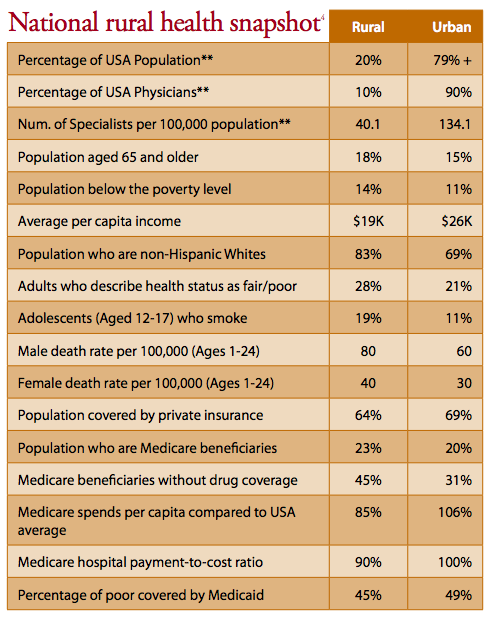 National rural health snapshot4 Rural Urban
Percentage of USA Population** 20% 79% +
Percentage of USA Physicians** 10% 90%
Num. of Specialists per 100,000 population** 40.1 134.1
Population aged 65 and older 18% 15%
Population below the poverty level 14% 11%
Average per capita income $19K $26K
Population who are non-Hispanic Whites 83% 69%
Adults who describe health status as fair/poor 28% 21%
Adolescents (Aged 12-17) who smoke 19% 11%
Male death rate per 100,000 (Ages 1-24) 80 60
Female death rate per 100,000 (Ages 1-24) 40 30
Population covered by private insurance 64% 69%
Population who are Medicare beneficiaries 23% 20%
Medicare beneficiaries without drug coverage 45% 31%
Medicare spends per capita compared to USA 85% 106%
average
Medicare hospital payment-to-cost ratio 90% 100%
Percentage of poor covered by Medicaid 45% 49%